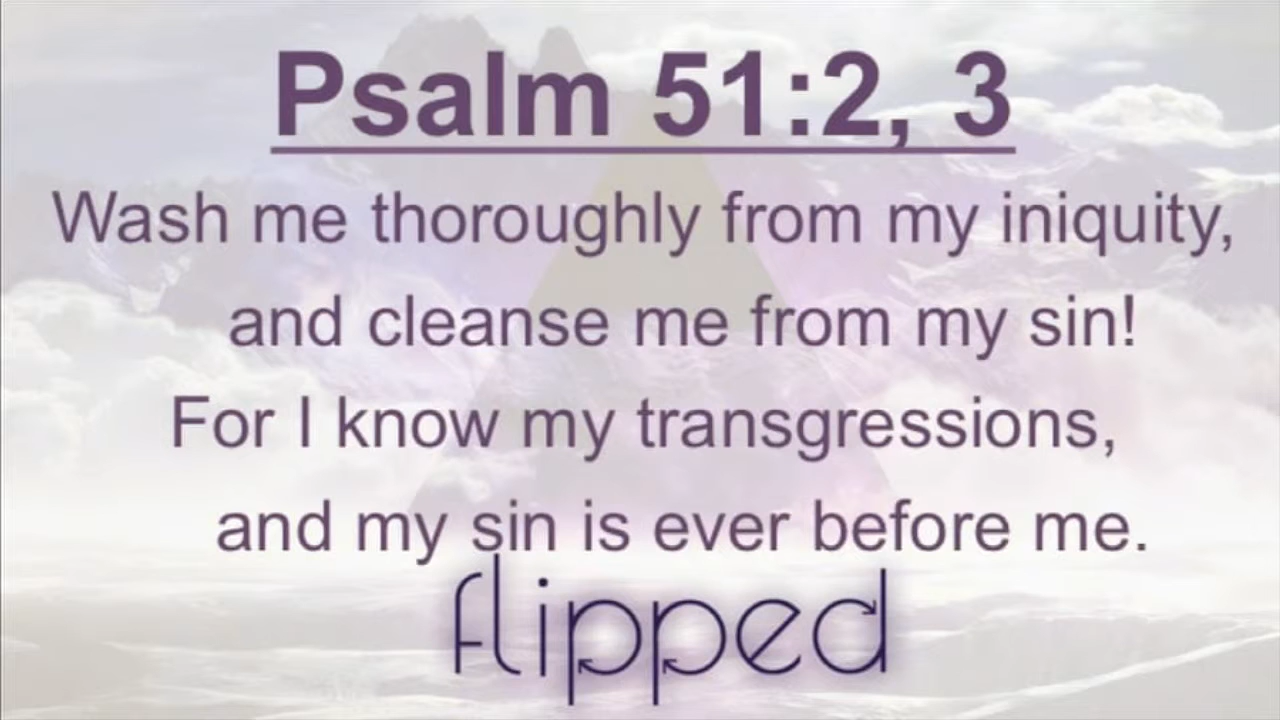 Psalm 51:2, 3
Wash me thoroughly from my iniquity,
and cleanse me from my sin!
For I know my transgressions,
and my sin is ever before me.
flipped